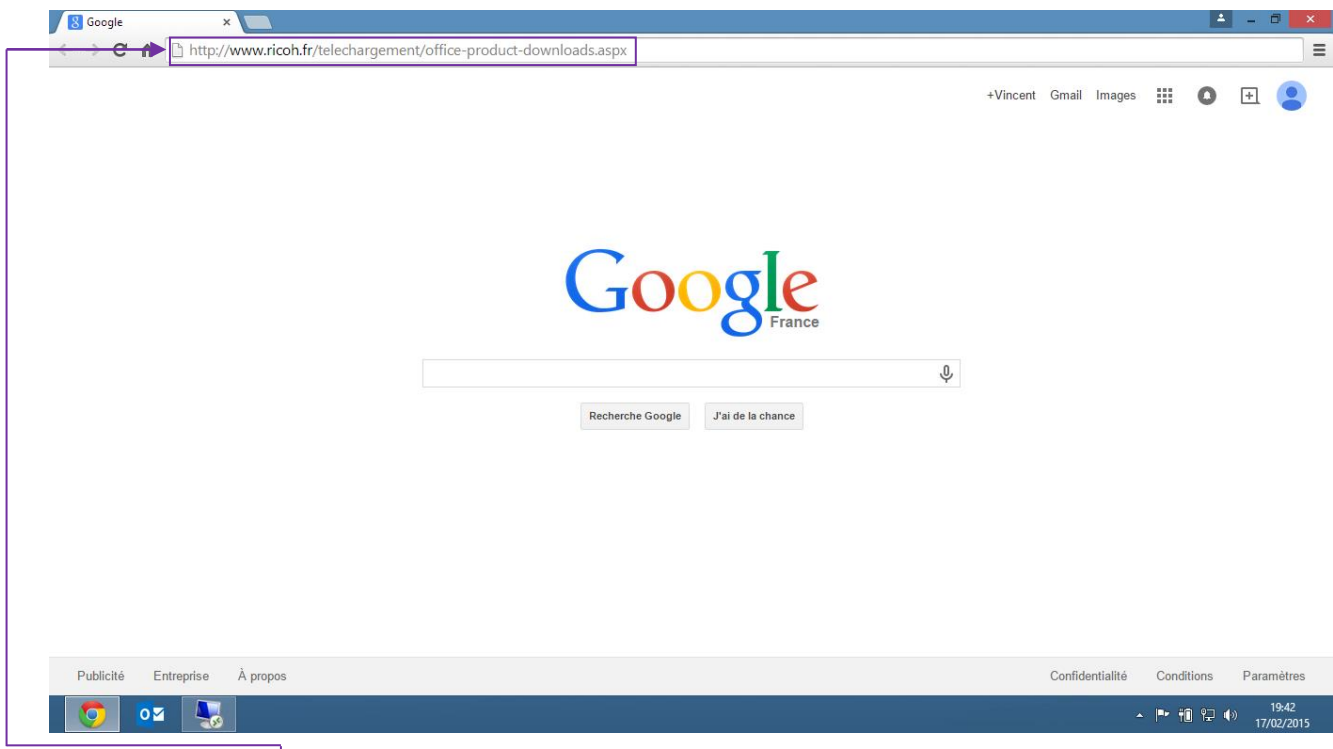 Google
http://www.ricoh.fr/telechargement/office-product-downloads.aspx
+Vincent Gmail Images
Google
France
Recherche Google J'ai de la chance
Publicité Entreprise À propos Confidentialité Conditions Paramètres
19:42
17/02/2015